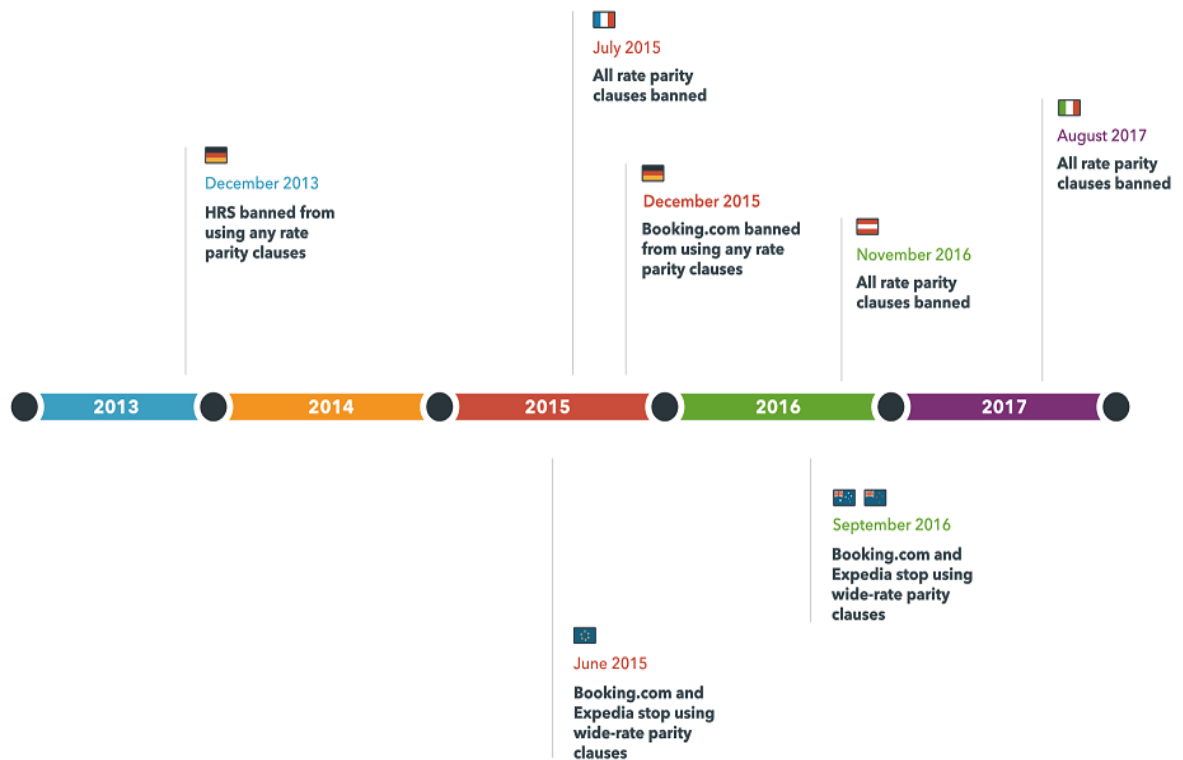 July 2015
All rate parity
clauses banned
August 2017
All rate parity
clauses banned
December 2013
HRS banned from
using any rate
parity clauses
December 2015
Booking.com banned
from using any rate
parity clauses
November 2016
All rate parity
clauses banned
2013
2014
2015
2016
2017
September 2016
Booking.com and
Expedia stop using
wide-rate parity
clauses
June 2015
Booking.com and
Expedia stop using
wide-rate parity
clauses